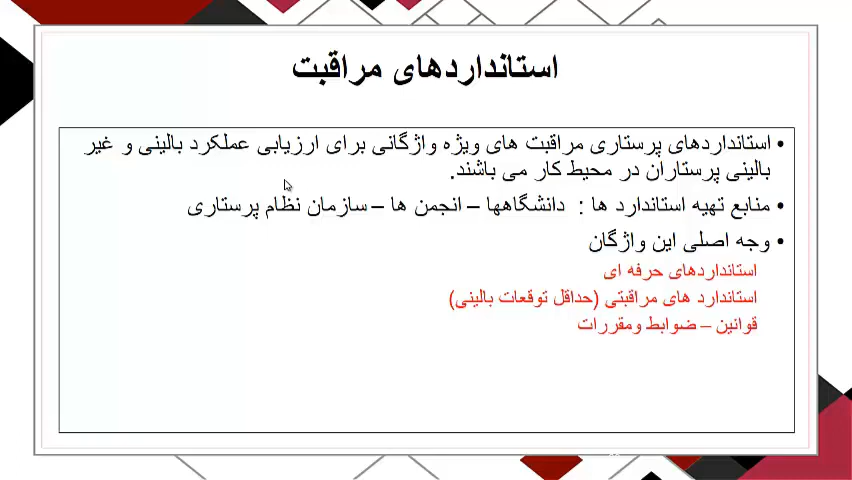 استانداردهای مراقبت
• استانداردهای پرستاری مراقبت های ویژه واژگانی برای ارزیابی عملکرد بالینی و غیر
بالینی پرستاران در محیط کار می باشند.
• منابع تهیه استاندارد ها : دانشگاهها – انجمن ها – سازمان نظام پرستاری
• وجه اصلی این واژگان
استانداردهای حرفه ای
استاندارد های مراقبتی (حداقل توقعات بالینی)
قوانین – ضوابط ومقررات